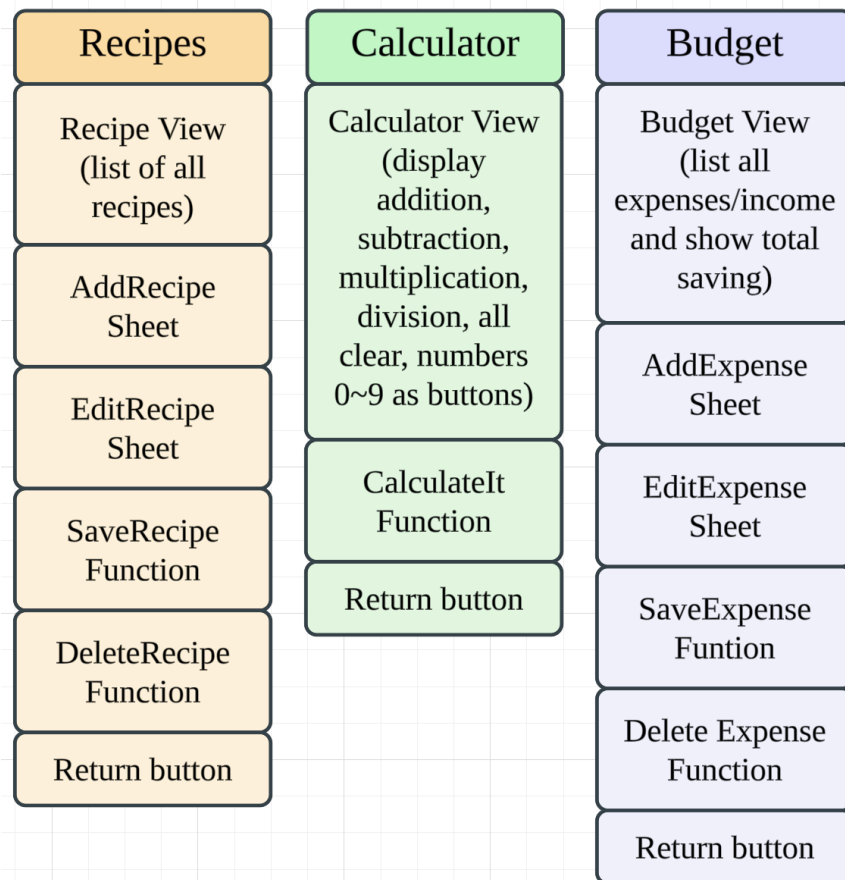 Recipes
Recipe View
(list of all
recipes)
AddRecipe
Sheet
EditRecipe
Sheet
SaveRecipe
Function
DeleteRecipe
Function
Return button
Calculator
Calculator View
(display
addition,
subtraction,
multiplication,
division, all
clear, numbers
0~9 as buttons)
CalculateIt
Function
Return button
Budget
Budget View
(list all
expenses/income
and show total
saving)
AddExpense
Sheet
EditExpense
Sheet
SaveExpense
Funtion
Delete Expense
Function
Return button